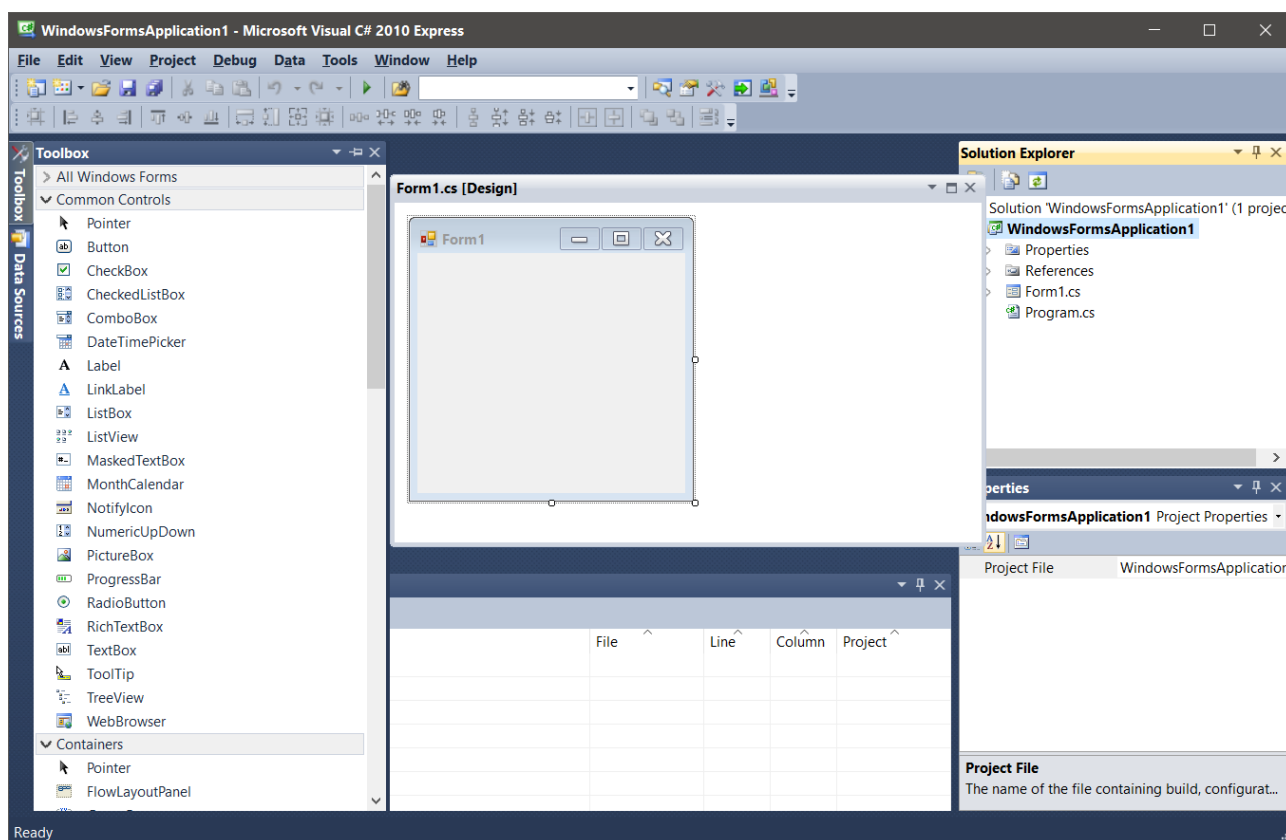 WindowsFormsApplication1 - Microsoft Visual C# 2010 Express
File Edit View Project Debug Data Tools Window Help
Toolbox
Data Sources
Toolbox
All Windows Forms
Common Controls
Pointer
Button
CheckBox
CheckedListBox
ComboBox
DateTimePicker
Label
LinkLabel
ListBox
ListView
MaskedTextBox
MonthCalendar
NotifyIcon
NumericUpDown
PictureBox
ProgressBar
RadioButton
RichTextBox
TextBox
ToolTip
TreeView
WebBrowser
Containers
Pointer
FlowLayoutPanel
Form1.cs [Design]
Form1
File Line Column Project
Solution Explorer
Solution 'WindowsFormsApplication1' (1 projec
WindowsFormsApplication1
Properties
References
Form1.cs
Program.cs
perties
ndowsFormsApplication1 Project Properties
Project File WindowsFormsApplication
Project File
The name of the file containing build, configurat...
Ready